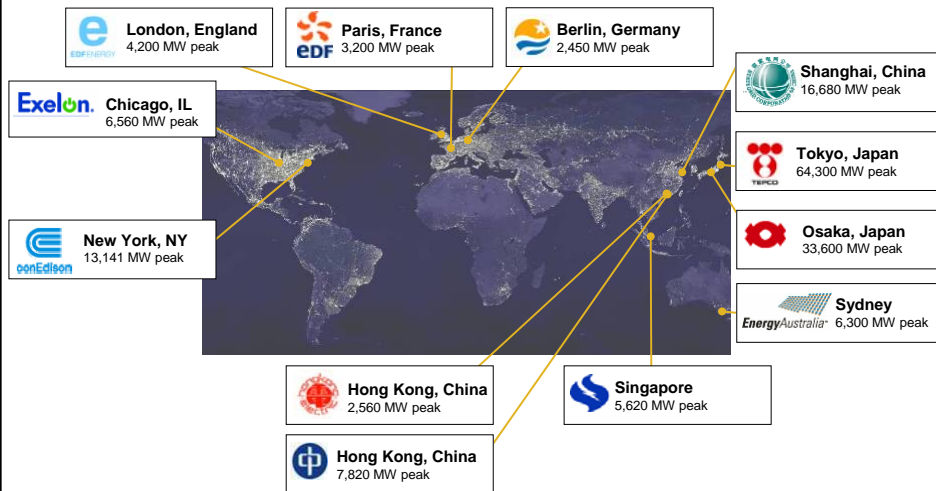 e
EDF ENERGY
London, England
4,200 MW peak
eDF
Paris, France
3,200 MW peak
Berlin, Germany
2,450 MW peak
Exelon.
Chicago, IL
6,560 MW peak
Shanghai, China
16,680 MW peak
TEPCO
Tokyo, Japan
64,300 MW peak
conEdison
New York, NY
13,141 MW peak
Osaka, Japan
33,600 MW peak
EnergyAustralia
Sydney
6,300 MW peak
Hong Kong, China
2,560 MW peak
Singapore
5,620 MW peak
Hong Kong, China
7,820 MW peak